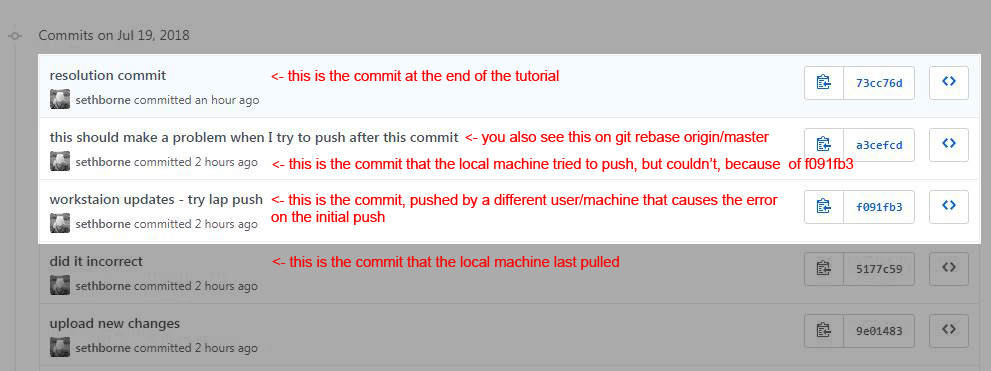 Commits on Jul 19, 2018
resolution commit <- this is the commit at the end of the tutorial
sethborne committed an hour ago 73cc76d
this should make a problem when I try to push after this commit <- you also see this on git rebase origin/master
sethborne committed 2 hours ago <- this is the commit that the local machine tried to push, but couldn't, because of f091fb3 a3cefcd
workstaion updates - try lap push <- this is the commit, pushed by a different user/machine that causes the error
on the initial push
sethborne committed 2 hours ago f091fb3
did it incorrect <- this is the commit that the local machine last pulled
sethborne committed 2 hours ago 5177c59
upload new changes
sethborne committed 2 hours ago 9e01483